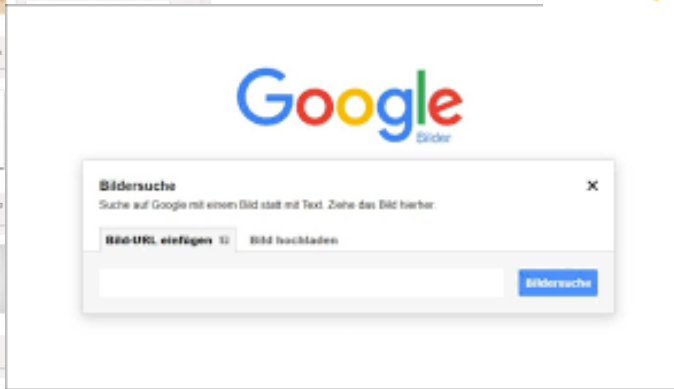 Google
Bilder
Bildersuche
Suche auf Google mit einem Bild statt mit Text. Ziehe das Bild hierher.
Bild-URL einfügen
Bild hochladen
Bildersuche